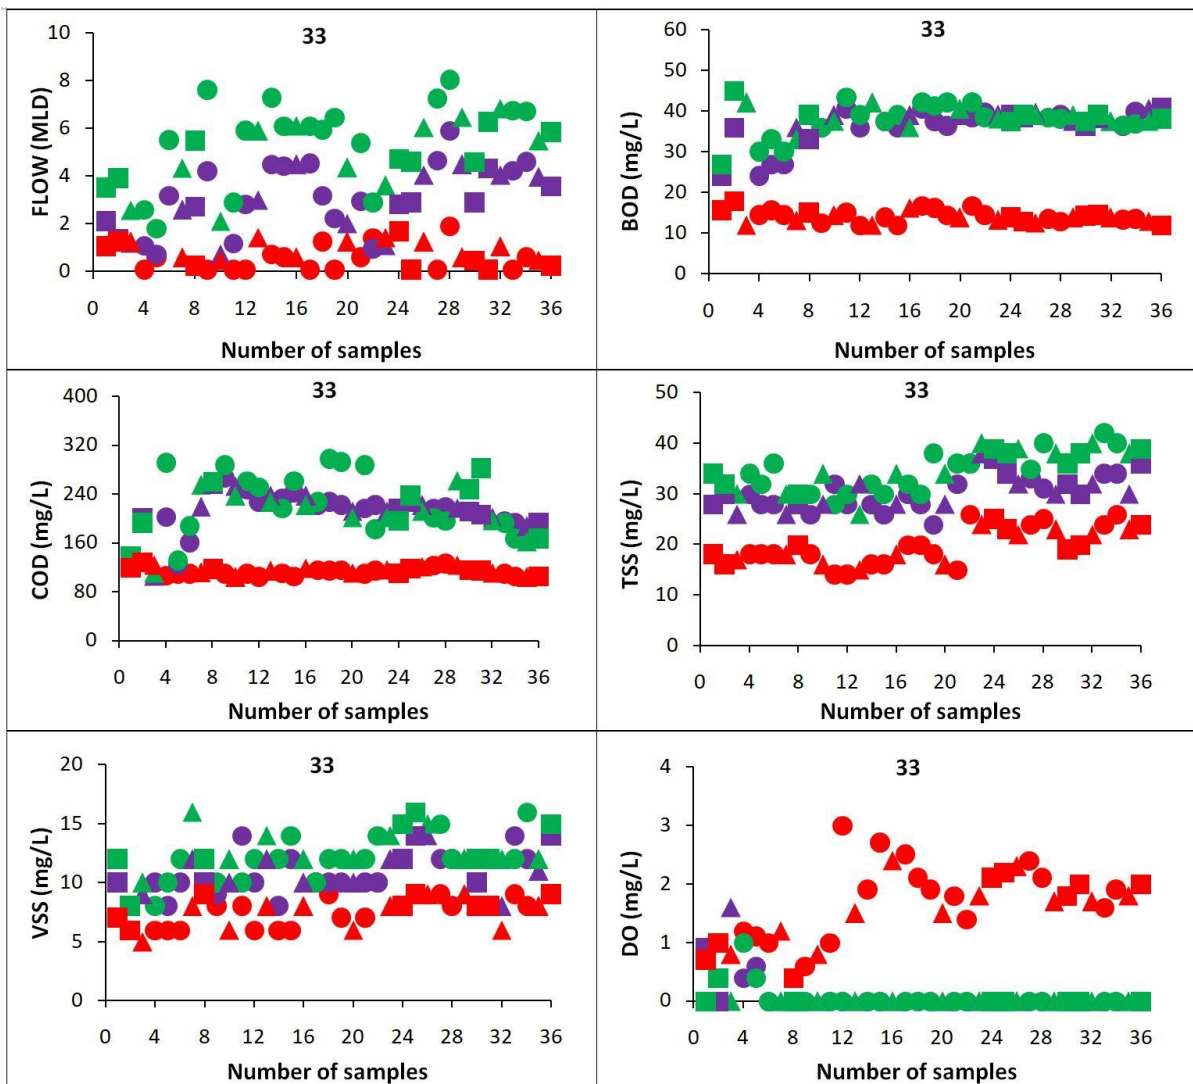 33
10
8
6
4
2
0
FLOW (MLD)
0 4 8 12 16 20 24 28 32 36
Number of samples
33
60
50
40
30
20
10
0
BOD (mg/L)
0 4 8 12 16 20 24 28 32 36
Number of samples
33
400
320
240
160
80
0
COD (mg/L)
0 4 8 12 16 20 24 28 32 36
Number of samples
33
50
40
30
20
10
0
TSS (mg/L)
0 4 8 12 16 20 24 28 32 36
Number of samples
33
20
15
10
5
0
VSS (mg/L)
0 4 8 12 16 20 24 28 32 36
Number of samples
33
4
3
2
1
0
DO (mg/L)
0 4 8 12 16 20 24 28 32 36
Number of samples